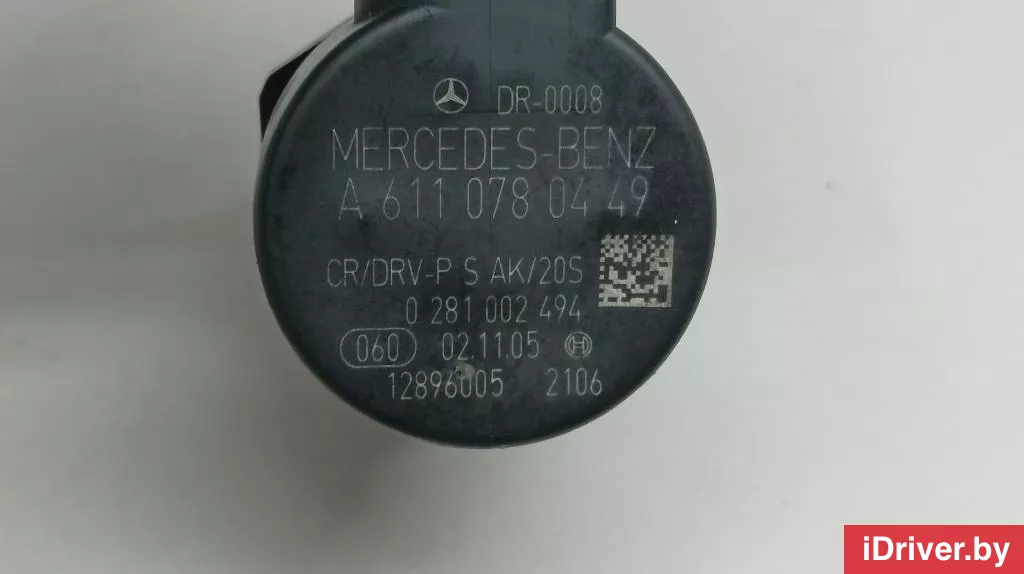 DR-0008
MERCEDES-BENZ
A 611 078 04 49
CR/DRV-P S AK/20S
0 281 002 494
060 02.11.05
12896005 2106
iDriver.by